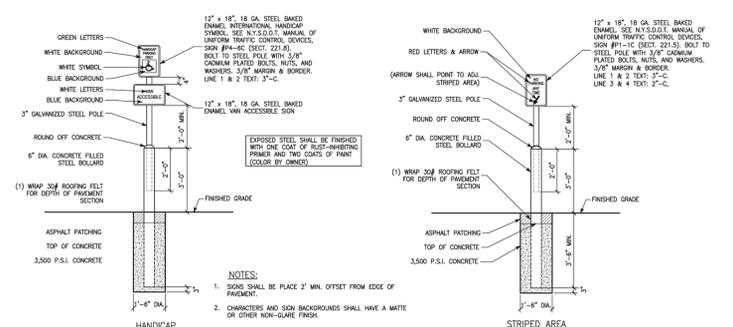 GREEN LETTERS
WHITE BACKGROUND
WHITE SYMBOL
BLUE BACKGROUND
WHITE LETTERS
BLUE BACKGROUND
3" GALVANIZED STEEL POLE
ROUND OFF CONCRETE
6" DIA. CONCRETE FILLED
STEEL BOLLARD
(1) WRAP 30# ROOFING FELT
FOR DEPTH OF PAVEMENT
SECTION
ASPHALT PATCHING
TOP OF CONCRETE
3,500 P.S.I. CONCRETE
HANDICAP
PARKING
ONLY
VAN
ACCESSIBLE
12" x 18", 18 GA. STEEL BAKED
ENAMEL INTERNATIONAL HANDICAP
SYMBOL. SEE N.Y.S.D.O.T. MANUAL OF
UNIFORM TRAFFIC CONTROL DEVICES,
SIGN #P4-6C (SECT. 221.8).
BOLT TO STEEL POLE WITH 3/8"
CADMIUM PLATED BOLTS, NUTS, AND
WASHERS. 3/8" MARGIN & BORDER.
4"
12" x 18", 18 GA. STEEL BAKED
ENAMEL VAN ACCESSIBLE SIGN
2'-0" MIN.
2'-0"
3'-0"
FINISHED GRADE
3"
1'-6" DIA.
HANDICAP
EXPOSED STEEL SHALL BE FINISHED
WITH ONE COAT OF RUST-INHIBITING
PRIMER AND TWO COATS OF PAINT
(COLOR BY OWNER)
NOTES:
1. SIGNS SHALL BE PLACE 2' MIN. OFFSET FROM EDGE OF
PAVEMENT.
2. CHARACTERS AND SIGN BACKGROUNDS SHALL HAVE A MATTE
OR OTHER NON-GLARE FINISH.
WHITE BACKGROUND
RED LETTERS & ARROW
(ARROW SHALL POINT TO ADJ.
STRIPED AREA)
3" GALVANIZED STEEL POLE
ROUND OFF CONCRETE
6" DIA. CONCRETE FILLED
STEEL BOLLARD
(1) WRAP 30# ROOFING FELT
FOR DEPTH OF PAVEMENT
SECTION
ASPHALT PATCHING
TOP OF CONCRETE
3,500 P.S.I. CONCRETE
NO
PARKING
ANY
TIME
12" x 18", 18 GA. STEEL BAKED
ENAMEL. SEE N.Y.S.D.O.T. MANUAL OF
UNIFORM TRAFFIC CONTROL DEVICES,
SIGN #P1-1C (SECT. 221.5). BOLT TO
STEEL POLE WITH 3/8" CADMIUM
PLATED BOLTS, NUTS, AND WASHERS.
3/8" MARGIN & BORDER.
LINE 1 & 2 TEXT: 3"-C.
LINE 3 & 4 TEXT: 2"-C.
2'-0" MIN.
2'-0"
3'-0"
FINISHED GRADE
3'-6" MIN.
3"
1'-6" DIA.
STRIPED AREA